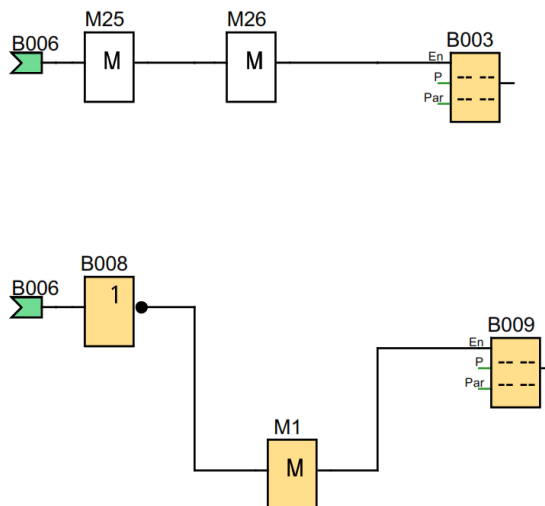 M25 M26
B006 B003
M M En
P -- --
Par -- --
B008
B006 1 B009
En
P -- --
Par -- --
M1
M